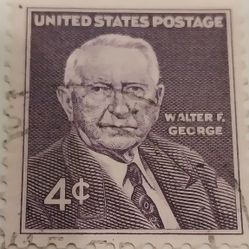 UNITED STATES POSTAGE
WALTER F.
GEORGE
4¢